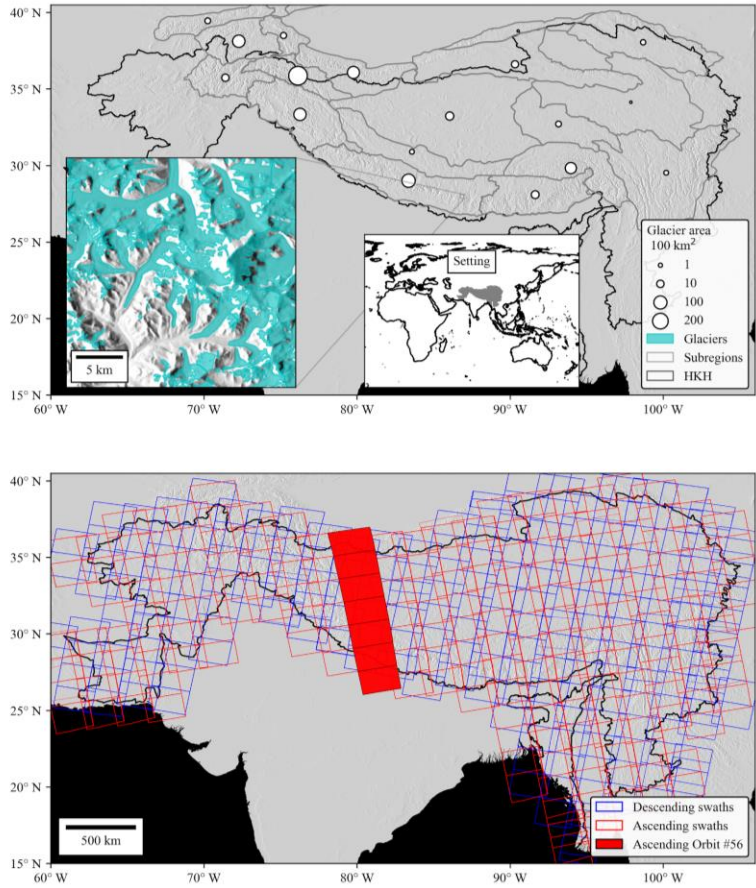 40° N
35° N
30° N
25° N
20° N
15° N
60° W
70° W
80° W
90° W
100° W
5 km
Setting
Glacier area
100 km²
1
10
100
200
Glaciers
Subregions
HKH
40° N
35° N
30° N
25° N
20° N
15° N
60° W
70° W
80° W
90° W
100° W
500 km
Descending swaths
Ascending swaths
Ascending Orbit #56